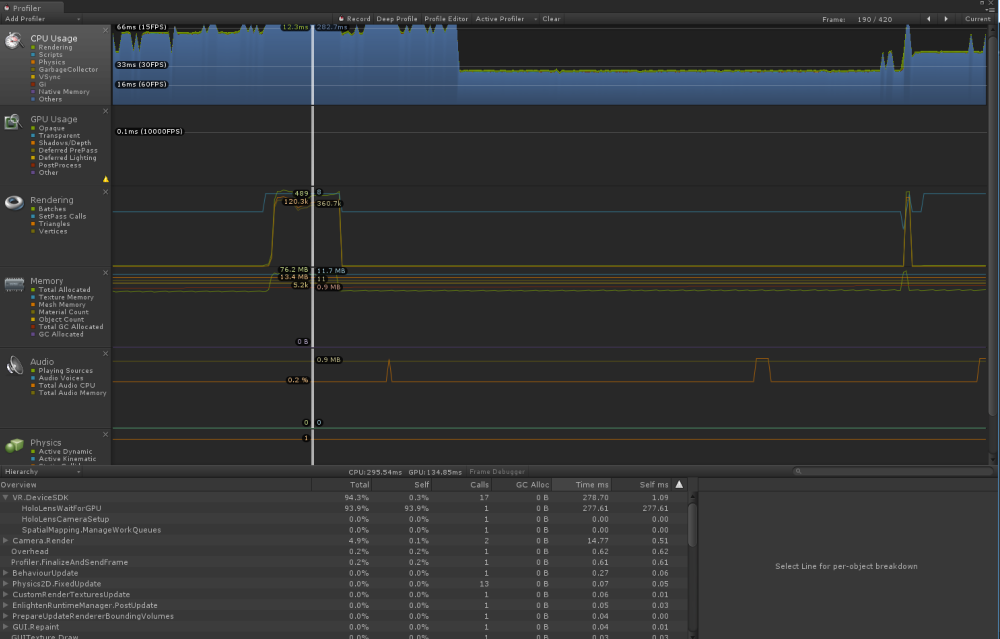 Profiler
Add Profiler Record Deep Profile Profile Editor Active Profiler Clear Frame: 190 / 420 Current
CPU Usage
Rendering
Scripts
Physics
GarbageCollector
VSync
GI
Native Memory
Others
66ms (15FPS) 12.3ms 282.7ms
33ms (30FPS)
16ms (60FPS)
GPU Usage
Opaque
Transparent
Shadows/Depth
Deferred PrePass
Deferred Lighting
PostProcess
Other
0.1ms (10000FPS)
Rendering
Batches
SetPass Calls
Triangles
Vertices
489 8
120.3k 360.7k
Memory
Total Allocated
Texture Memory
Mesh Memory
Material Count
Object Count
Total GC Allocated
GC Allocated
76.2 MB 11.7 MB
13.4 MB 11
5.2k 0.9 MB
0 B
Audio
Playing Sources
Audio Voices
Total Audio CPU
Total Audio Memory
0.9 MB
0.2 %
0 0
Physics
Active Dynamic
Active Kinematic
1
Hierarchy CPU:295.54ms GPU:134.85ms Frame Debugger
Overview Total Self Calls GC Alloc Time ms Self ms
VR.DeviceSDK 94.3% 0.3% 17 0 B 278.70 1.09
HoloLensWaitForGPU 93.9% 93.9% 1 0 B 277.61 277.61
HoloLensCameraSetup 0.0% 0.0% 1 0 B 0.00 0.00
SpatialMapping.ManageWorkQueues 0.0% 0.0% 1 0 B 0.00 0.00
Camera.Render 4.9% 0.1% 2 0 B 14.77 0.51
Overhead 0.2% 0.2% 1 0 B 0.62 0.62
Profiler.FinalizeAndSendFrame 0.2% 0.2% 1 0 B 0.61 0.61
BehaviourUpdate 0.0% 0.0% 1 0 B 0.27 0.06
Physics2D.FixedUpdate 0.0% 0.0% 13 0 B 0.07 0.05
CustomRenderTexturesUpdate 0.0% 0.0% 1 0 B 0.06 0.01
EnlightenRuntimeManager.PostUpdate 0.0% 0.0% 1 0 B 0.05 0.03
PrepareUpdateRendererBoundingVolumes 0.0% 0.0% 1 0 B 0.04 0.00
GUI.Repaint 0.0% 0.0% 1 0 B 0.04 0.01
GUITexture.Draw 0.0% 0.0% 1 0 B 0.03 0.03
Select Line for per-object breakdown